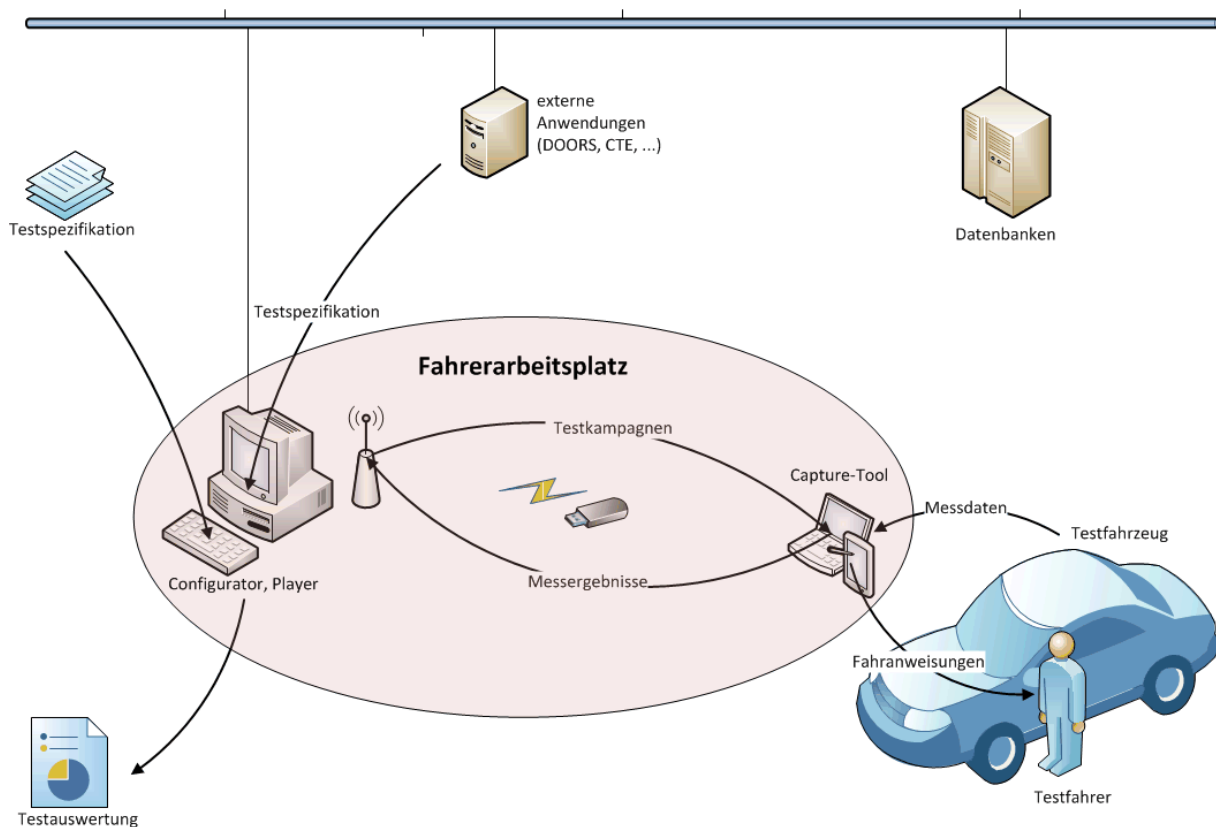 externe
Anwendungen
(DOORS, CTE, ...)
Testspezifikation
Datenbanken
Testspezifikation
Fahrerarbeitsplatz
Testkampagnen
Capture-Tool
Messdaten
Testfahrzeug
Configurator, Player
Messergebnisse
Fahranweisungen
Testfahrer
Testauswertung